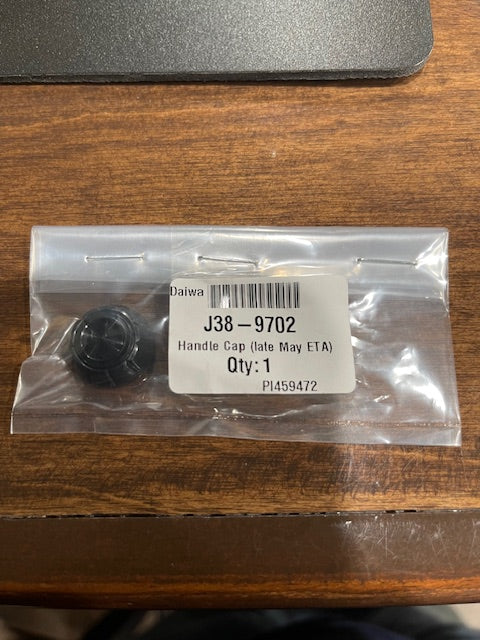 Daiwa
J38-9702
Handle Cap (late May ETA)
Qty: 1
PI459472